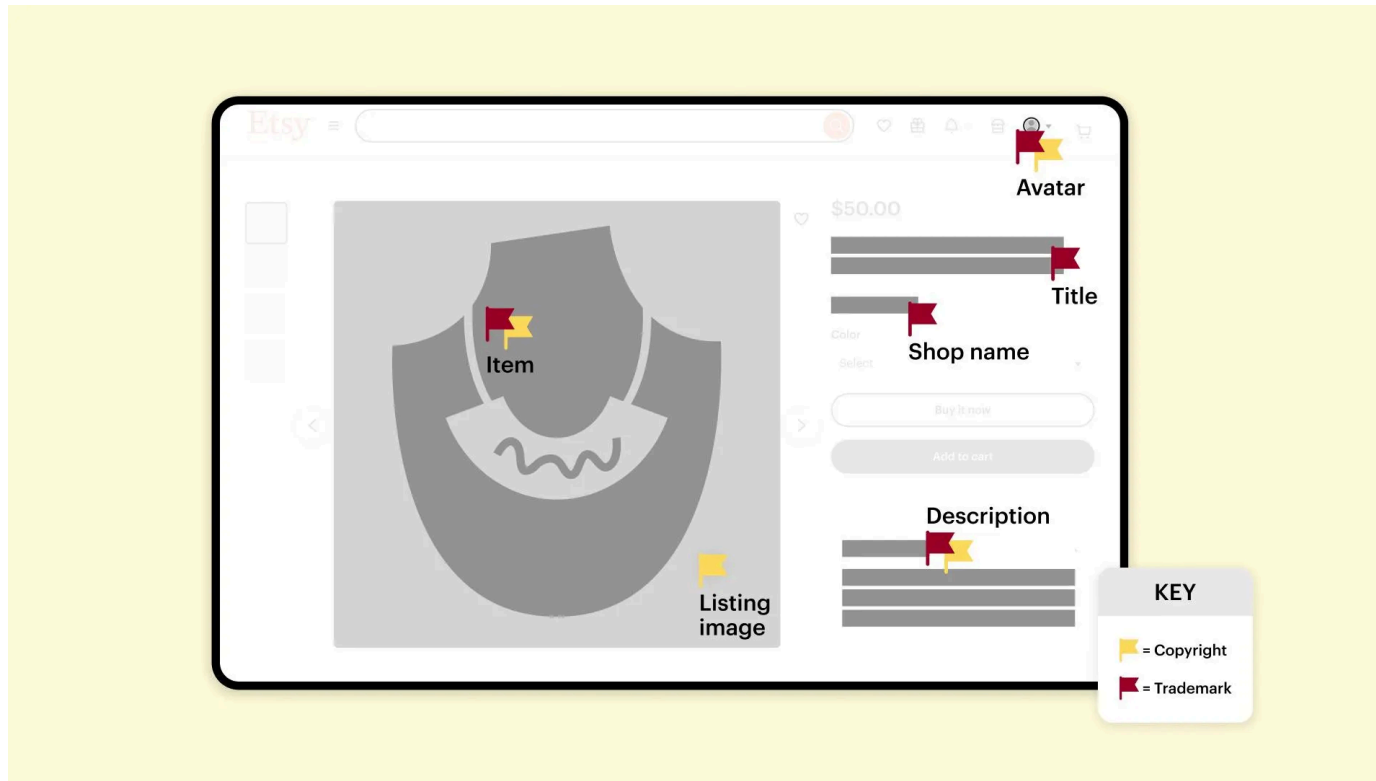 Etsy
Avatar
$50.00
Title
Shop name
Color
Select
Item
Buy it now
Add to cart
Description
Listing
image
KEY
= Copyright
= Trademark